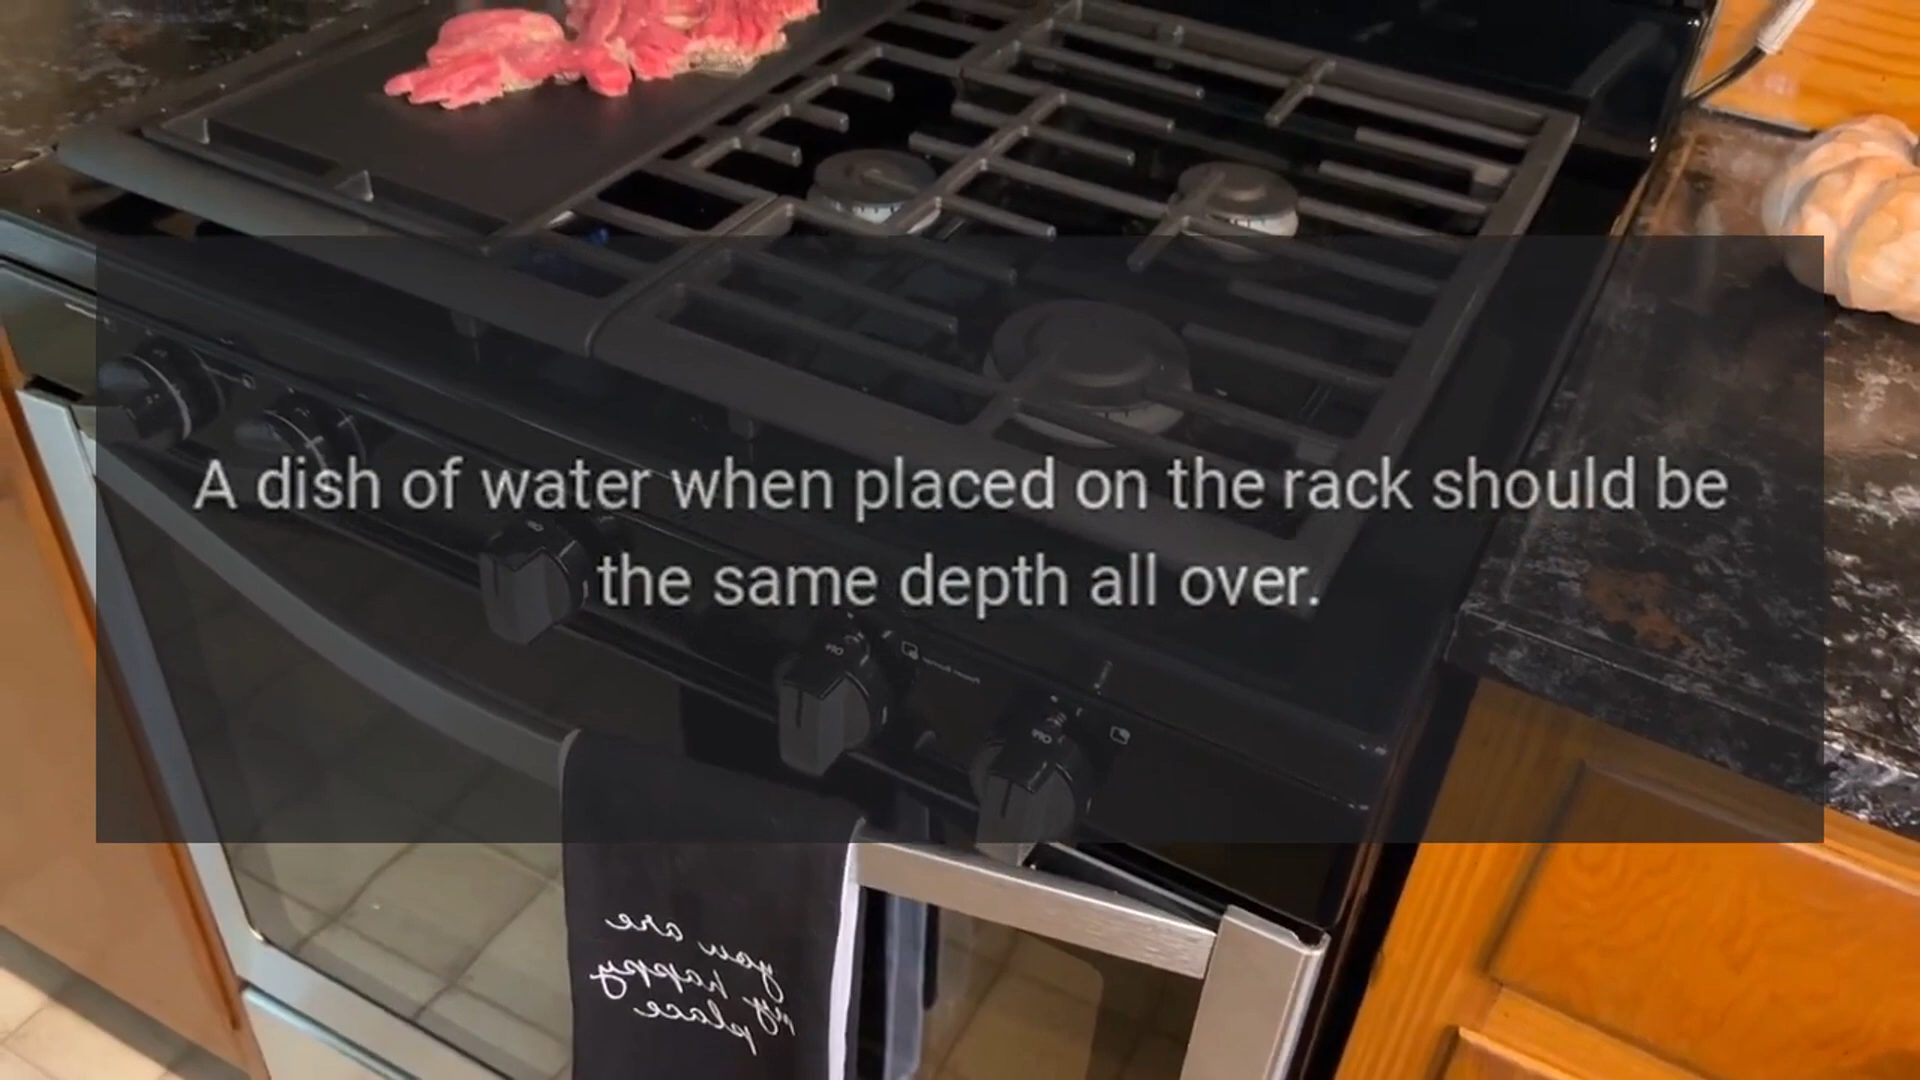 A dish of water when placed on the rack should be
the same depth all over.
you are
my happy
place